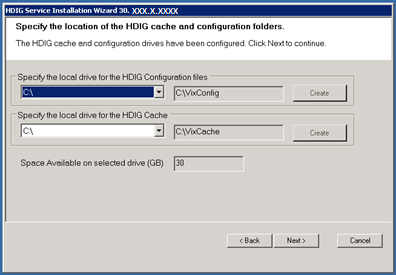 HDIG Service Installation Wizard 30. XXX.X.XXXX
Specify the location of the HDIG cache and configuration folders.
The HDIG cache and configuration drives have been configured. Click Next to continue.
Specify the local drive for the HDIG Configuration files
C:\ C:\VixConfig Create
Specify the local drive for the HDIG Cache
C:\ C:\VixCache Create
Space Available on selected drive (GB) 30
< Back Next > Cancel